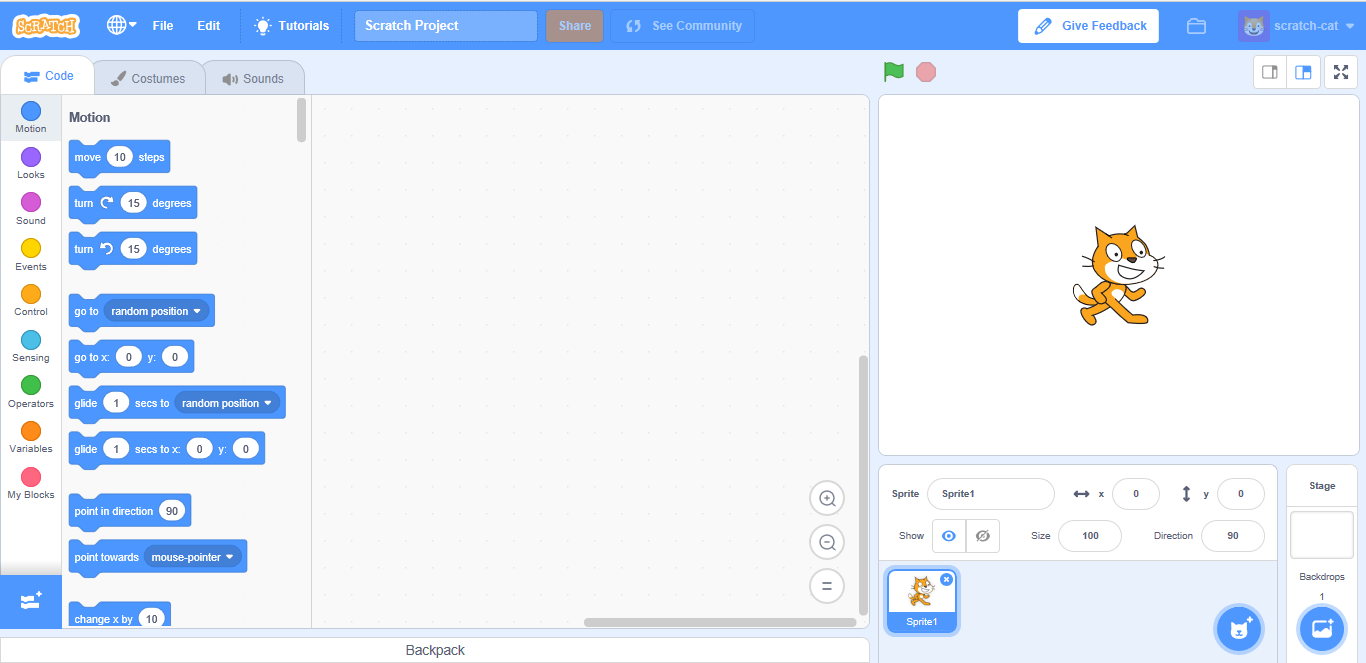 SCRATCH File Edit Tutorials Scratch Project Share See Community Give Feedback scratch-cat
Code Costumes Sounds
Motion
Looks
Sound
Events
Control
Sensing
Operators
Variables
My Blocks
Motion
move 10 steps
turn 15 degrees
turn 15 degrees
go to random position
go to x: 0 y: 0
glide 1 secs to random position
glide 1 secs to x: 0 y: 0
point in direction 90
point towards mouse-pointer
change x by 10
Backpack
Sprite Sprite1 x 0 y 0
Show Size 100 Direction 90
Sprite1
Stage
Backdrops
1